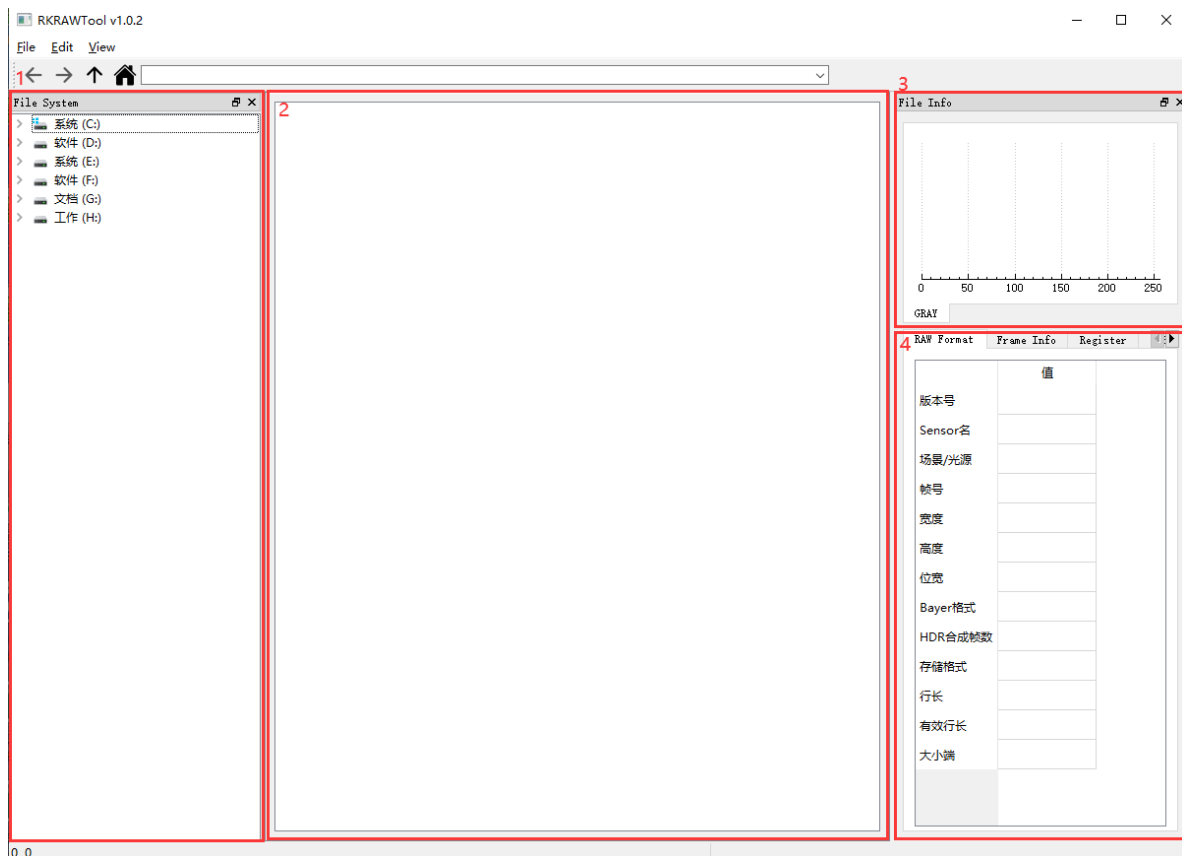 RKRAWTool v1.0.2
File Edit View
1
File System
系统 (C:)
软件 (D:)
系统 (E:)
软件 (F:)
文档 (G:)
工作 (H:)
2
3
File Info
0 50 100 150 200 250
GRAY
4
RAW Format Frame Info Register
值
版本号
Sensor名
场景/光源
帧号
宽度
高度
位宽
Bayer格式
HDR合成帧数
存储格式
行长
有效行长
大小端
0 0